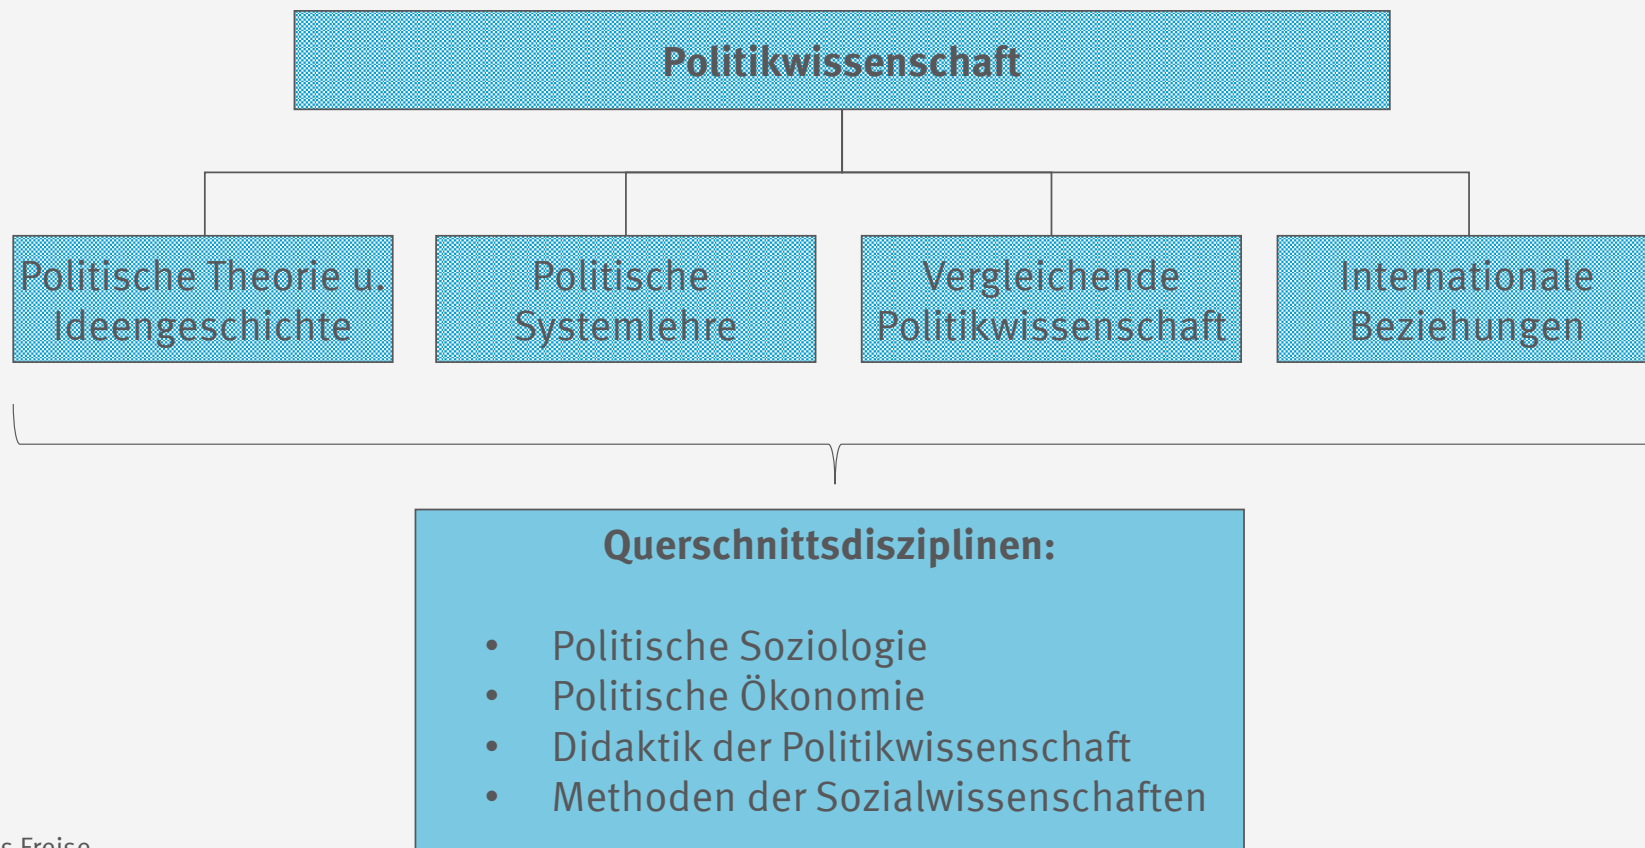 Politikwissenschaft
Politische Theorie u.
Ideengeschichte
Politische
Systemlehre
Vergleichende
Politikwissenschaft
Internationale
Beziehungen
Querschnittsdisziplinen:
• Politische Soziologie
• Politische Ökonomie
• Didaktik der Politikwissenschaft
• Methoden der Sozialwissenschaften
s Freise